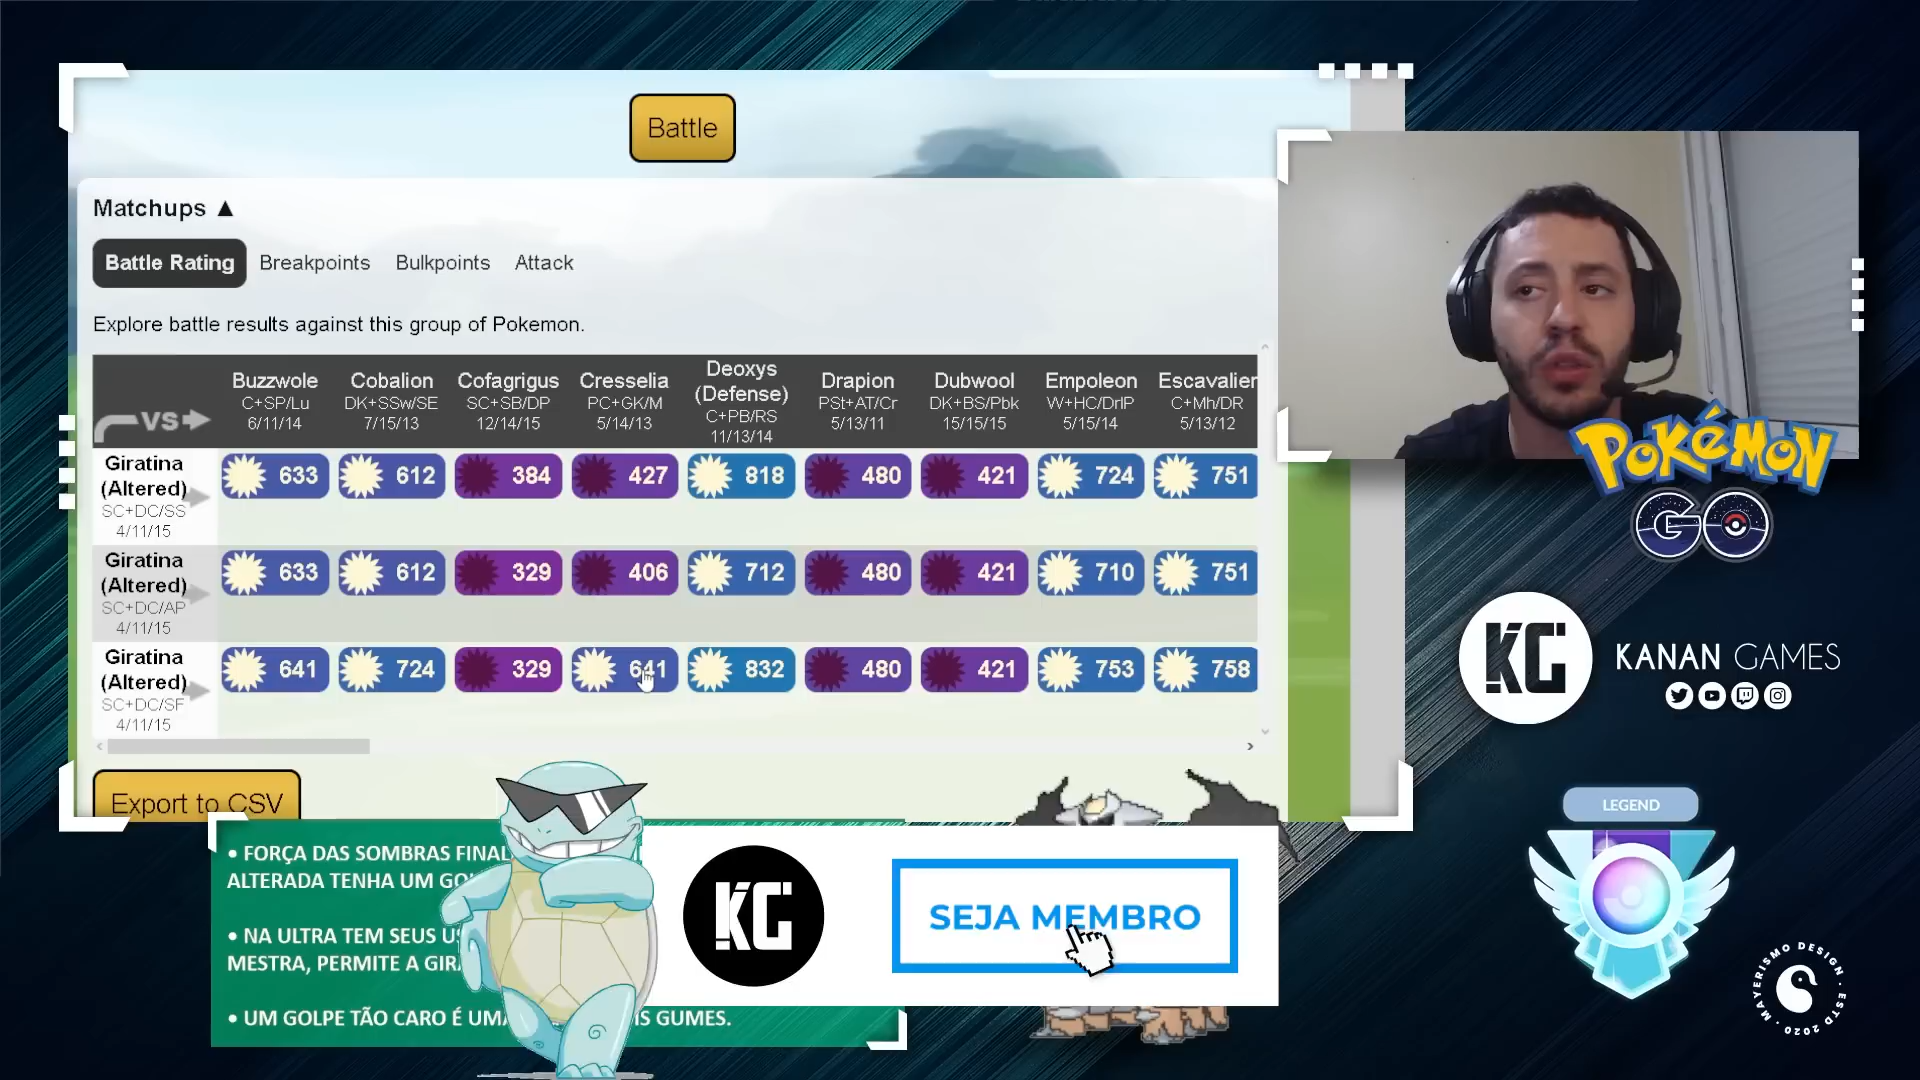 Battle
Matchups ▲
Battle Rating Breakpoints Bulkpoints Attack
Explore battle results against this group of Pokemon.
VS
Buzzwole
C+SP/Lu
6/11/14
Cobalion
DK+SSw/SE
7/15/13
Cofagrigus
SC+SB/DP
12/14/15
Cresselia
PC+GK/M
5/14/13
Deoxys
(Defense)
C+PB/RS
11/13/14
Drapion
PSt+AT/Cr
5/13/11
Dubwool
DK+BS/Pbk
15/15/15
Empoleon
W+HC/DrlP
5/15/14
Escavalier
C+Mh/DR
5/13/12
Giratina
(Altered)
SC+DC/SS
4/11/15
633 612 384 427 818 480 421 724 751
Giratina
(Altered)
SC+DC/AP
4/11/15
633 612 329 406 712 480 421 710 751
Giratina
(Altered)
SC+DC/SF
4/11/15
641 724 329 641 832 480 421 753 758
Export to CSV
POKéMON
GO
KG
KANAN GAMES
LEGEND
MAYERISMO DESIGN · ESTD 2020 ·
• FORÇA DAS SOMBRAS FINAL
ALTERADA TENHA UM
• NA ULTRA TEM SEUS
MESTRA, PERMITE A
• UM GOLPE TÃO CARO É GUMES.
KG
SEJA MEMBRO